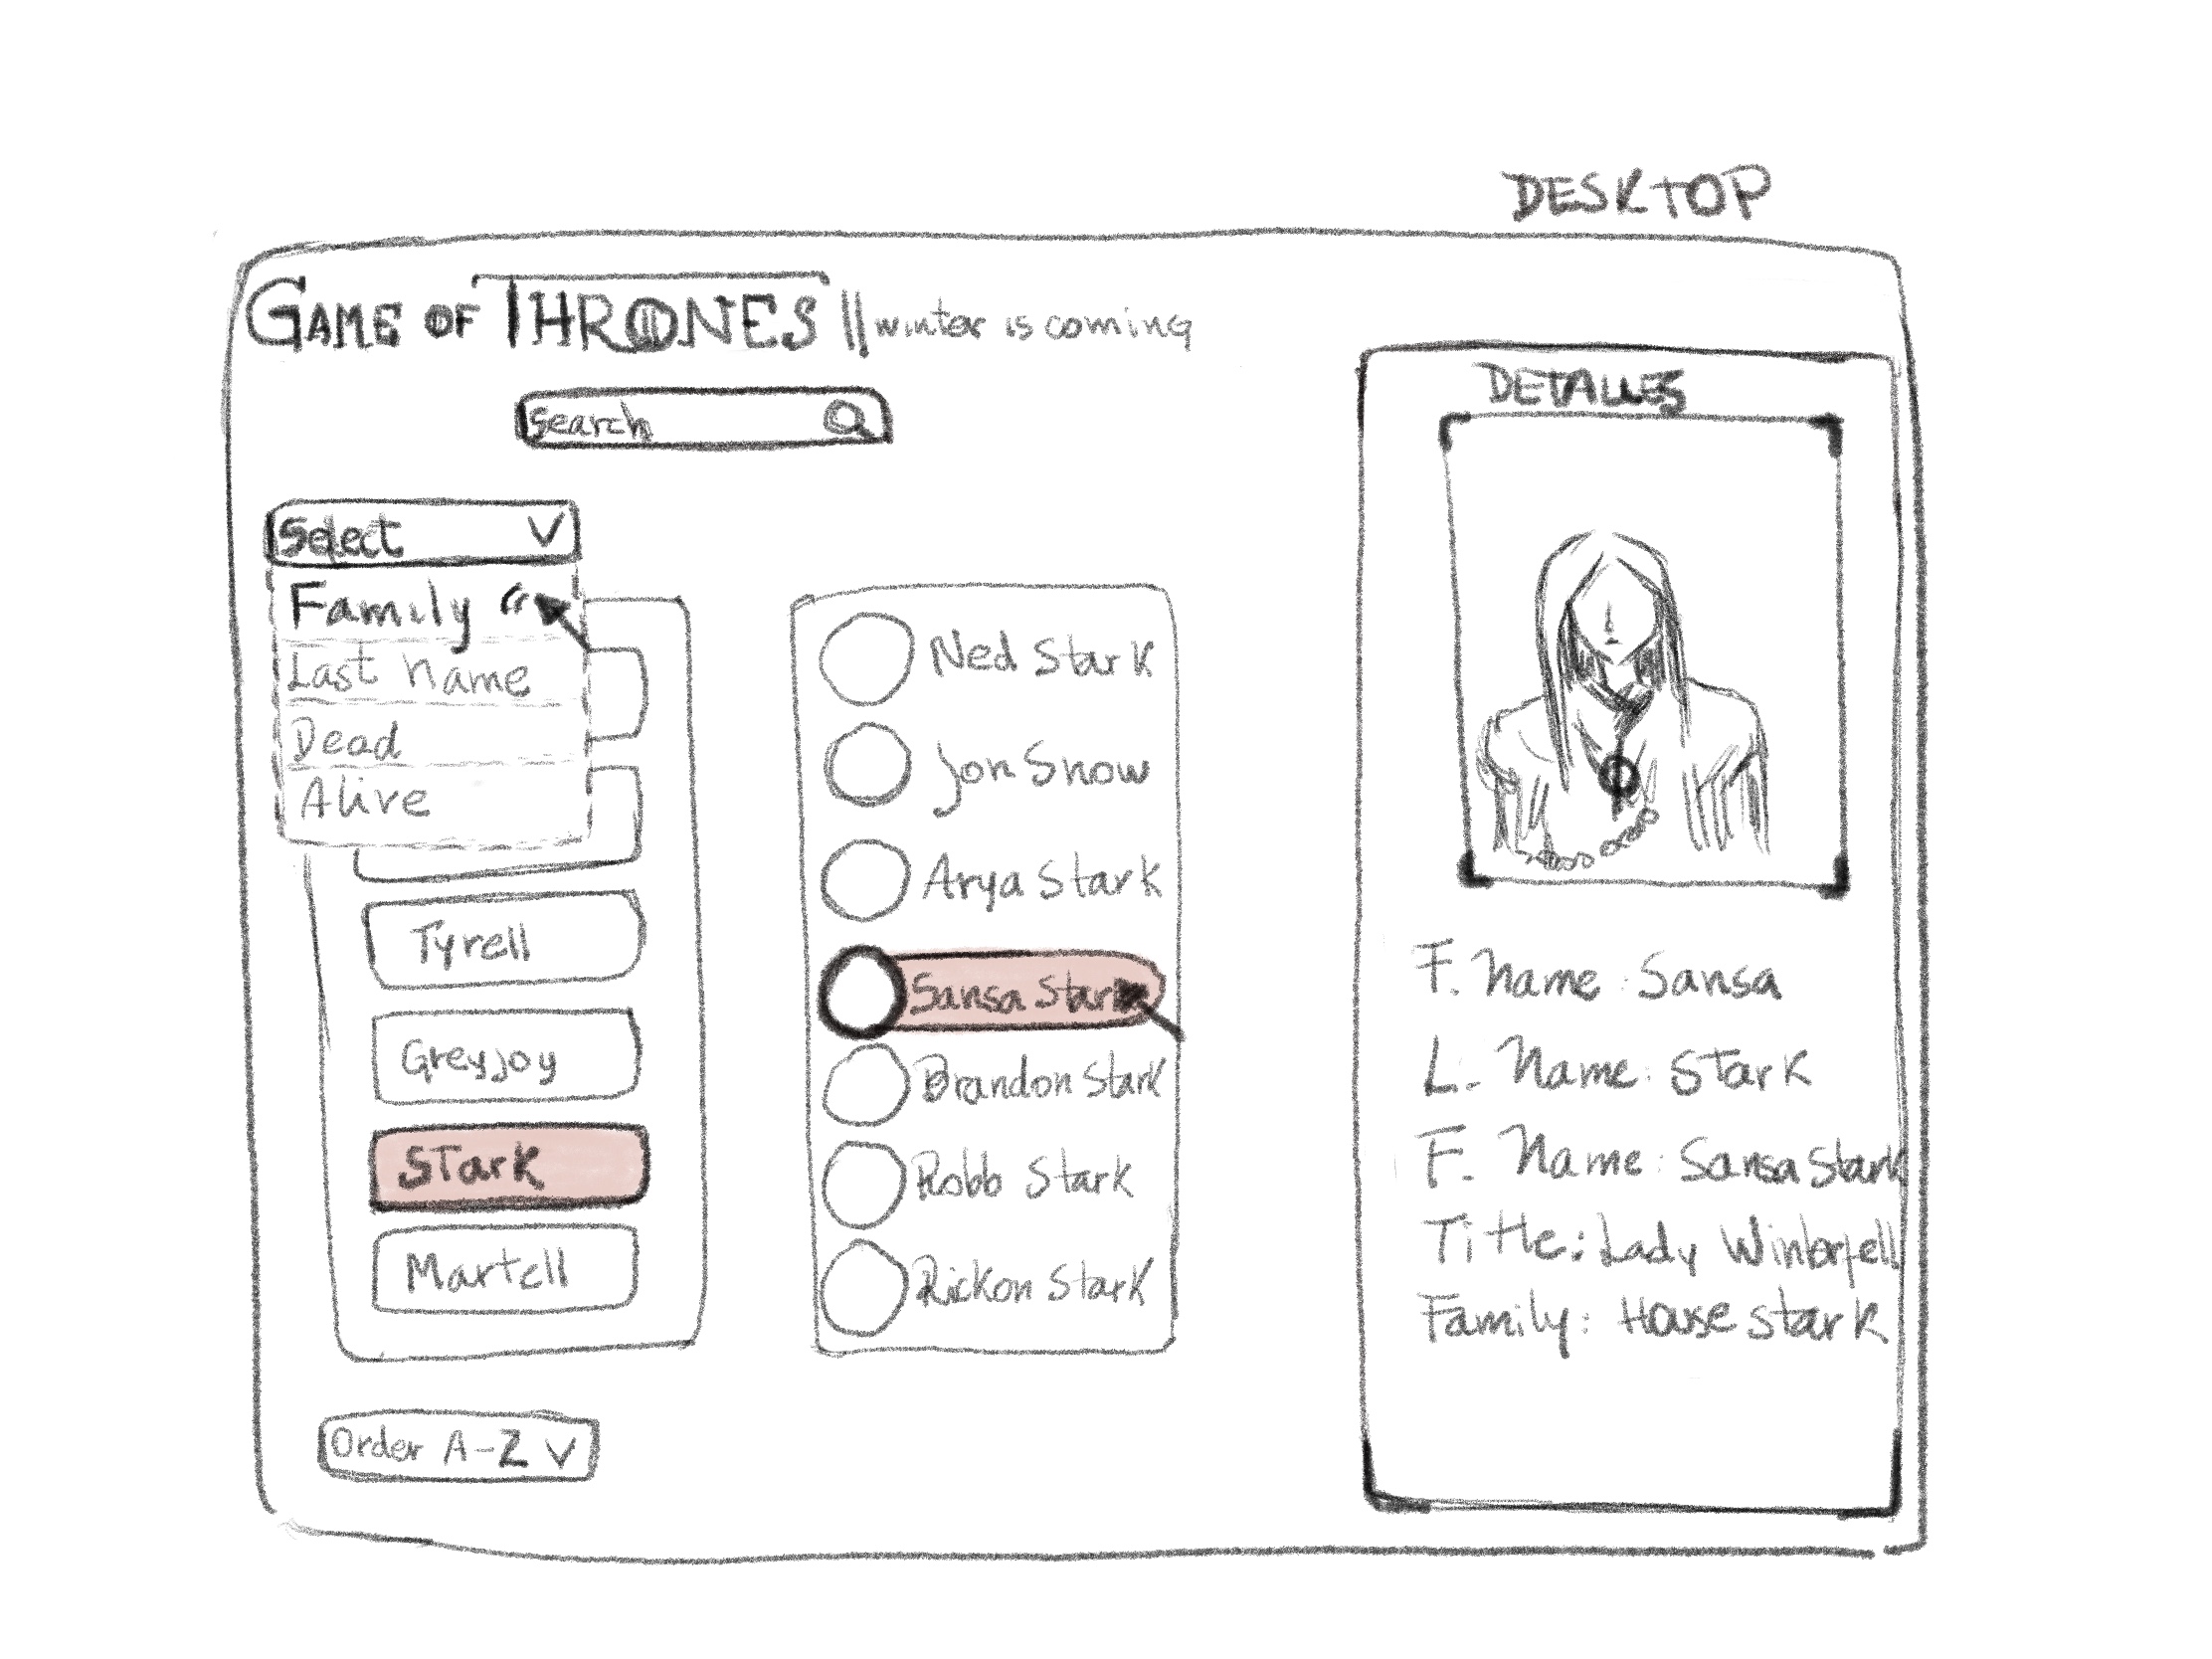 DESKTOP
GAME OF THRONES || winter is coming
Search
Select V
Family
Last name
Dead
Alive
Tyrell
Greyjoy
Stark
Martell
Order A-Z V
Ned Stark
Jon Snow
Arya Stark
Sansa Stark
Brandon Stark
Robb Stark
Rickon Stark
DETALLES
F. Name: Sansa
L. Name: Stark
F. Name: Sansa Stark
Title: Lady Winterfell
Family: House Stark